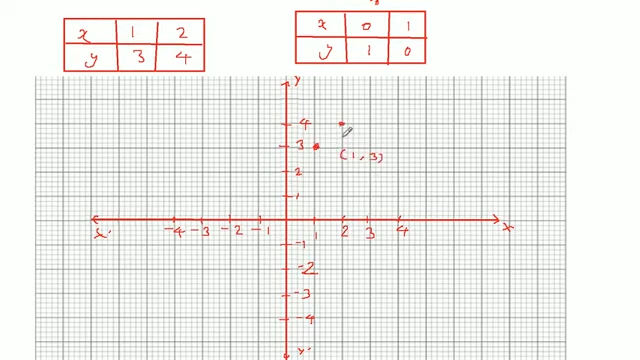 x 1 2
y 3 4
x 0 1
y 1 0
Y
4
3
(1, 3)
2
1
X' -4 -3 -2 -1 1 2 3 4 X
-1
-2
-3
-4
Y'